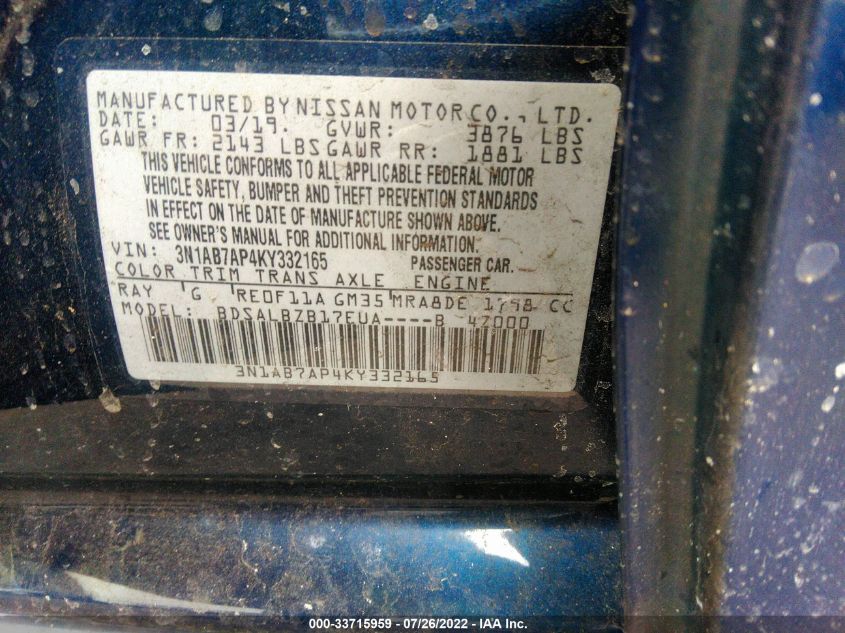 MANUFACTURED BY NISSAN MOTOR CO., LTD.
DATE: 03/19. GVWR: 3876 LBS
GAWR FR: 2143 LBS GAWR RR: 1881 LBS
THIS VEHICLE CONFORMS TO ALL APPLICABLE FEDERAL MOTOR
VEHICLE SAFETY, BUMPER AND THEFT PREVENTION STANDARDS
IN EFFECT ON THE DATE OF MANUFACTURE SHOWN ABOVE.
SEE OWNER'S MANUAL FOR ADDITIONAL INFORMATION.
VIN: 3N1AB7AP4KY332165 PASSENGER CAR.
COLOR TRIM TRANS AXLE ENGINE
RAY G RE0F11A GM35 MRA8DE 1798 CC
MODEL: BDSALBZB17EUA----B 47000
3N1AB7AP4KY332165
000-33715959 / 07/26/2022 - IAA Inc.